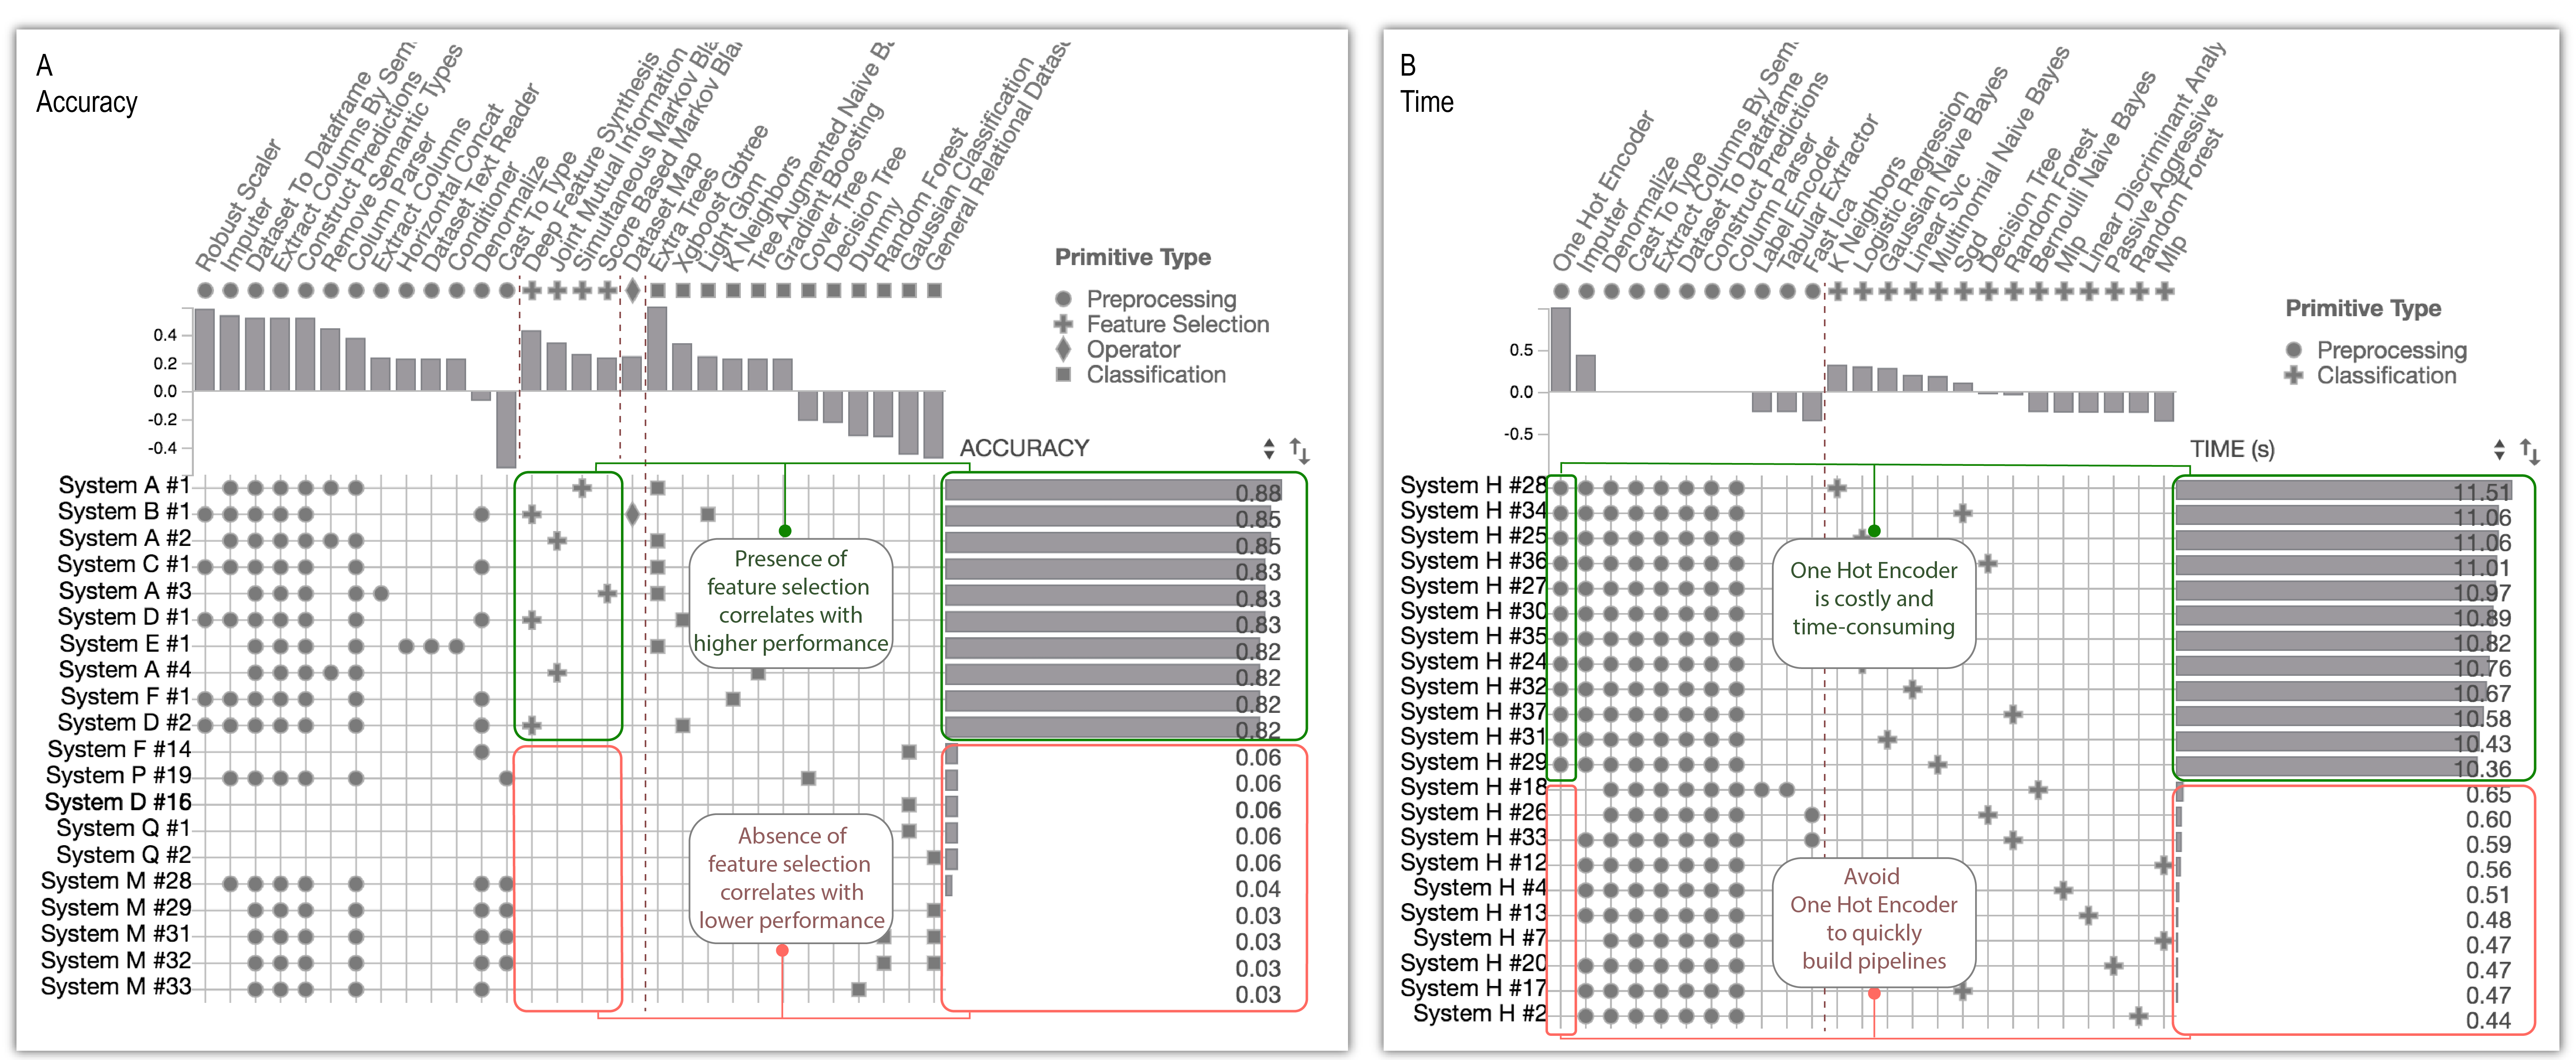 A
Accuracy
Robust Scaler
Imputer
Dataset To Dataframe
Extract Columns By Sem
Construct Predictions
Remove Semantic Types
Column Parser
Extract Columns
Horizontal Concat
Dataset Text Reader
Conditioner
Denormalize
Cast To Type
Deep Feature Synthesis
Joint Mutual Information
Simultaneous Markov Bla
Score Based Markov Blan
Dataset Map
Extra Trees
Xgboost Gbtree
Light Gbm
K Neighbors
Tree Augmented Naive B
Gradient Boosting
Cover Tree
Decision Tree
Dummy
Random Forest
Gaussian Classification
General Relational Datase
Primitive Type
Preprocessing
Feature Selection
Operator
Classification
0.4
0.2
0.0
-0.2
-0.4
ACCURACY
System A #1 0.88
System B #1 0.85
System A #2 0.85
System C #1 0.83
System A #3 0.83
System D #1 0.83
System E #1 0.82
System A #4 0.82
System F #1 0.82
System D #2 0.82
System F #14 0.06
System P #19 0.06
System D #16 0.06
System Q #1 0.06
System Q #2 0.06
System M #28 0.04
System M #29 0.03
System M #31 0.03
System M #32 0.03
System M #33 0.03
Presence of
feature selection
correlates with
higher performance
Absence of
feature selection
correlates with
lower performance
B
Time
One Hot Encoder
Imputer
Denormalize
Cast To Type
Extract Columns By Sem
Dataset To Dataframe
Construct Predictions
Column Parser
Label Encoder
Tabular Extractor
Fast Ica
K Neighbors
Logistic Regression
Gaussian Naive Bayes
Linear Svc
Multinomial Naive Bayes
Sgd
Decision Tree
Random Forest
Bernoulli Naive Bayes
Mlp
Linear Discriminant Analy
Passive Aggressive
Random Forest
Mlp
Primitive Type
Preprocessing
Classification
0.5
0.0
-0.5
TIME (s)
System H #28 11.51
System H #34 11.06
System H #25 11.06
System H #36 11.01
System H #27 10.97
System H #30 10.89
System H #35 10.82
System H #24 10.76
System H #32 10.67
System H #37 10.58
System H #31 10.43
System H #29 10.36
System H #18 0.65
System H #26 0.60
System H #33 0.59
System H #12 0.56
System H #4 0.51
System H #13 0.48
System H #7 0.47
System H #20 0.47
System H #17 0.47
System H #2 0.44
One Hot Encoder
is costly and
time-consuming
Avoid
One Hot Encoder
to quickly
build pipelines